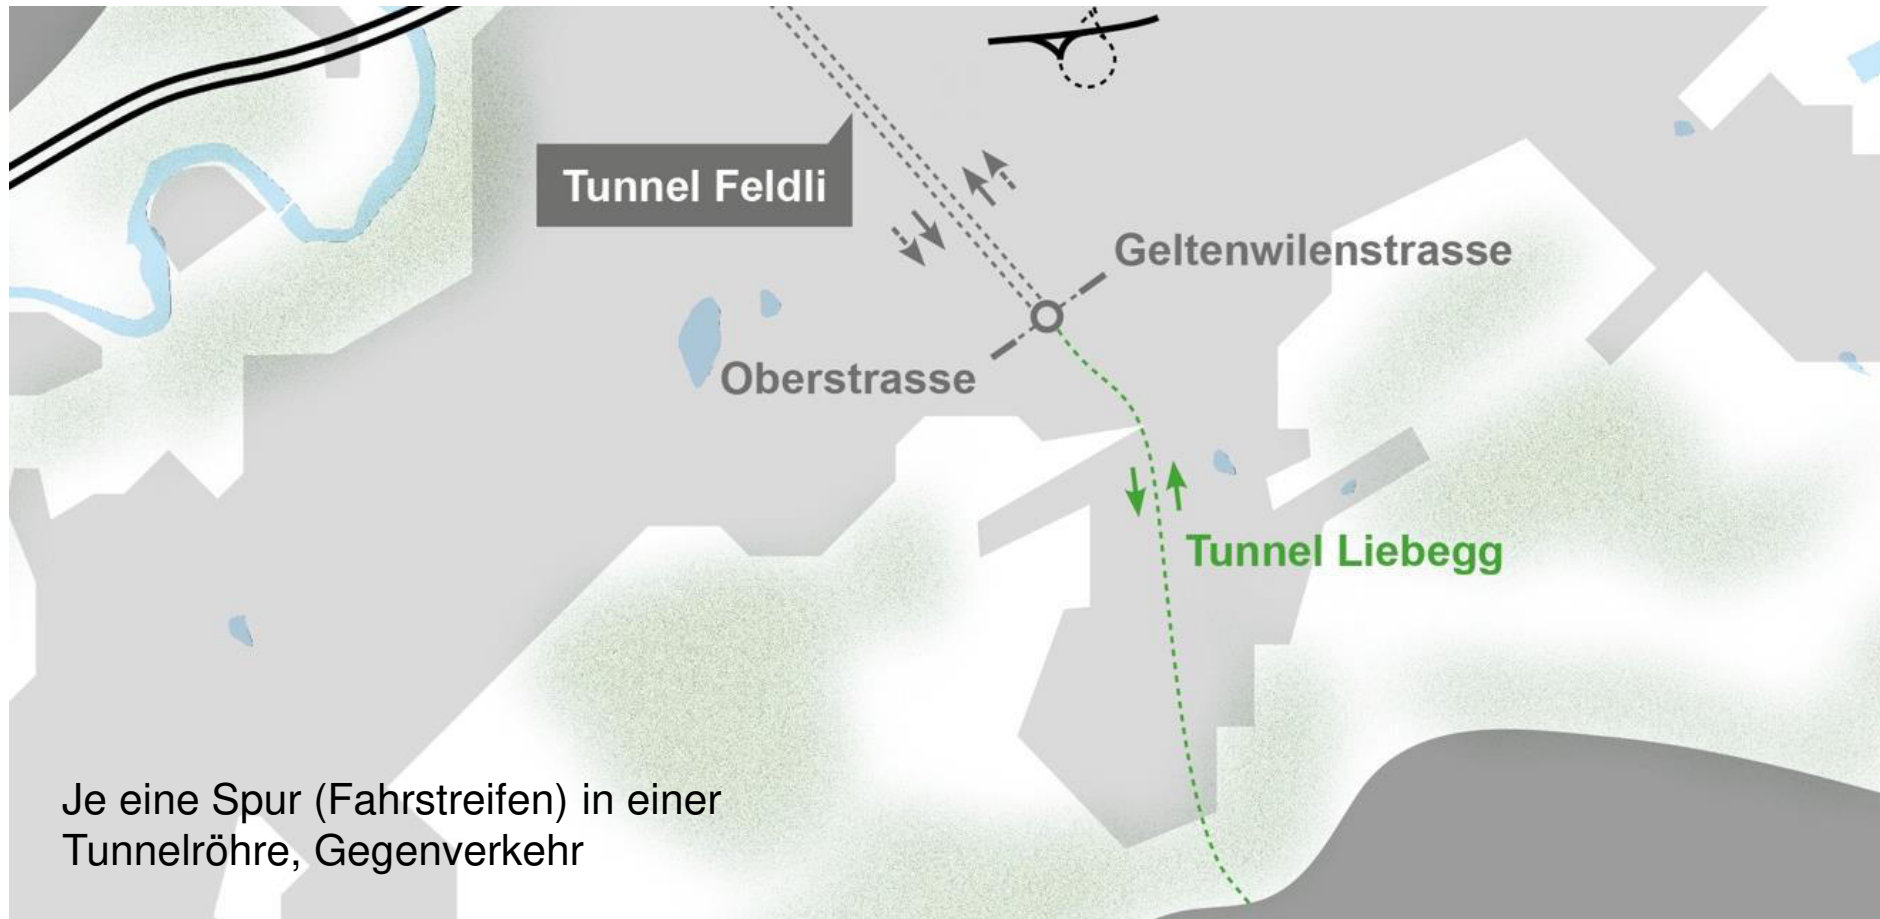 Tunnel Feldli
Geltenwilenstrasse
Oberstrasse
Tunnel Liebegg
Je eine Spur (Fahrstreifen) in einer
Tunnelröhre, Gegenverkehr